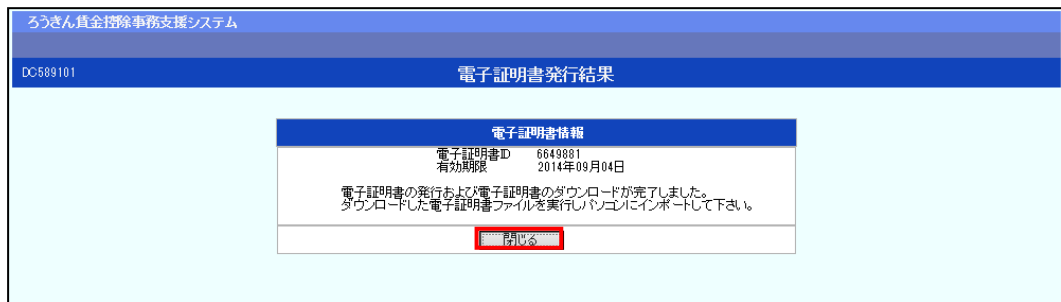 ろうきん賃金控除事務支援システム
DC589101
電子証明書発行結果
電子証明書情報
電子証明書ID 6649881
有効期限 2014年09月04日
電子証明書の発行および電子証明書のダウンロードが完了しました。
ダウンロードした電子証明書ファイルを実行しパソコンにインポートして下さい。
閉じる